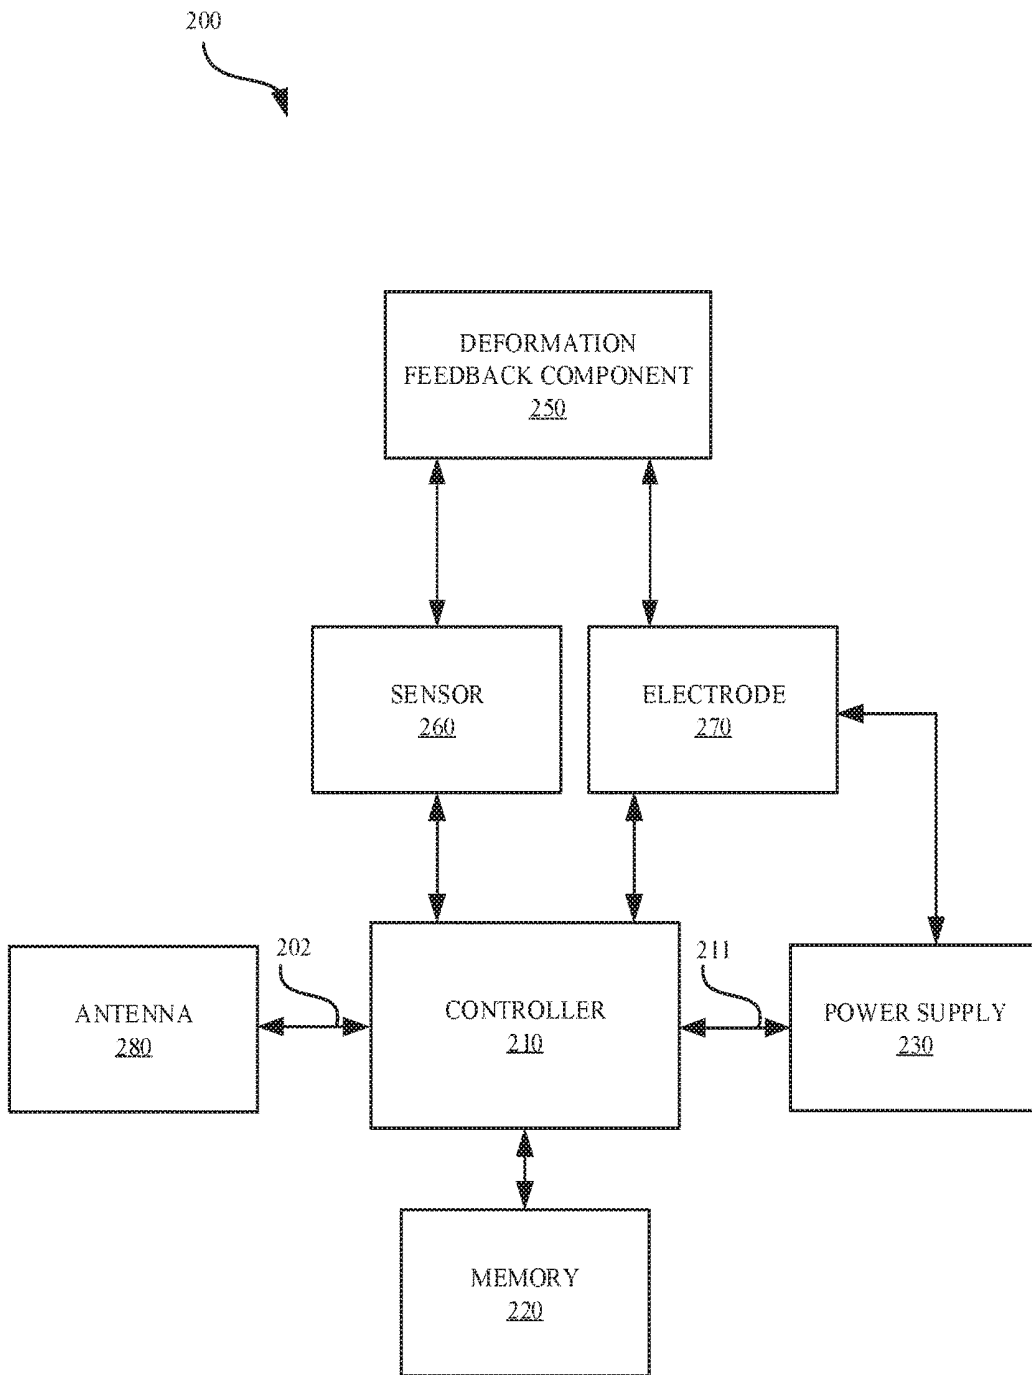 200
DEFORMATION
FEEDBACK COMPONENT
250
SENSOR
260
ELECTRODE
270
202
211
ANTENNA
280
CONTROLLER
210
POWER SUPPLY
230
MEMORY
220